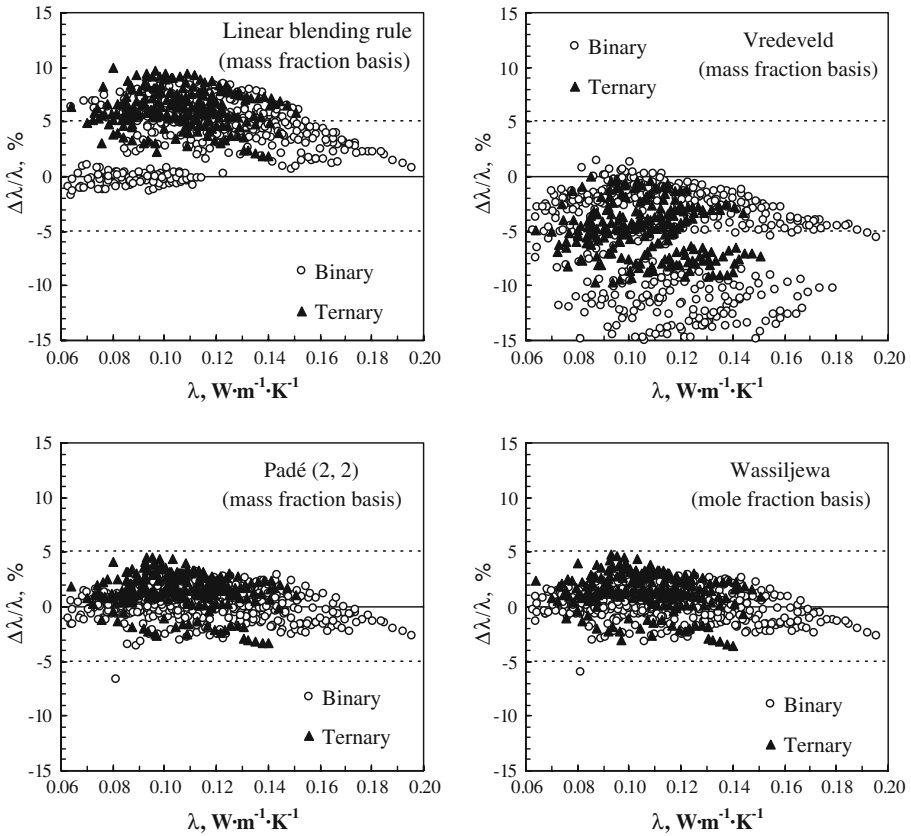 15
10
5
0
-5
-10
-15
Δλ/λ, %
Linear blending rule
(mass fraction basis)
Binary
Ternary
0.06 0.08 0.10 0.12 0.14 0.16 0.18 0.20
λ, W·m⁻¹·K⁻¹
15
10
5
0
-5
-10
-15
Δλ/λ, %
Binary
Ternary
Vredeveld
(mass fraction basis)
0.06 0.08 0.10 0.12 0.14 0.16 0.18 0.20
λ, W·m⁻¹·K⁻¹
15
10
5
0
-5
-10
-15
Δλ/λ, %
Padé (2, 2)
(mass fraction basis)
Binary
Ternary
0.06 0.08 0.10 0.12 0.14 0.16 0.18 0.20
λ, W·m⁻¹·K⁻¹
15
10
5
0
-5
-10
-15
Δλ/λ, %
Wassiljewa
(mole fraction basis)
Binary
Ternary
0.06 0.08 0.10 0.12 0.14 0.16 0.18 0.20
λ, W·m⁻¹·K⁻¹